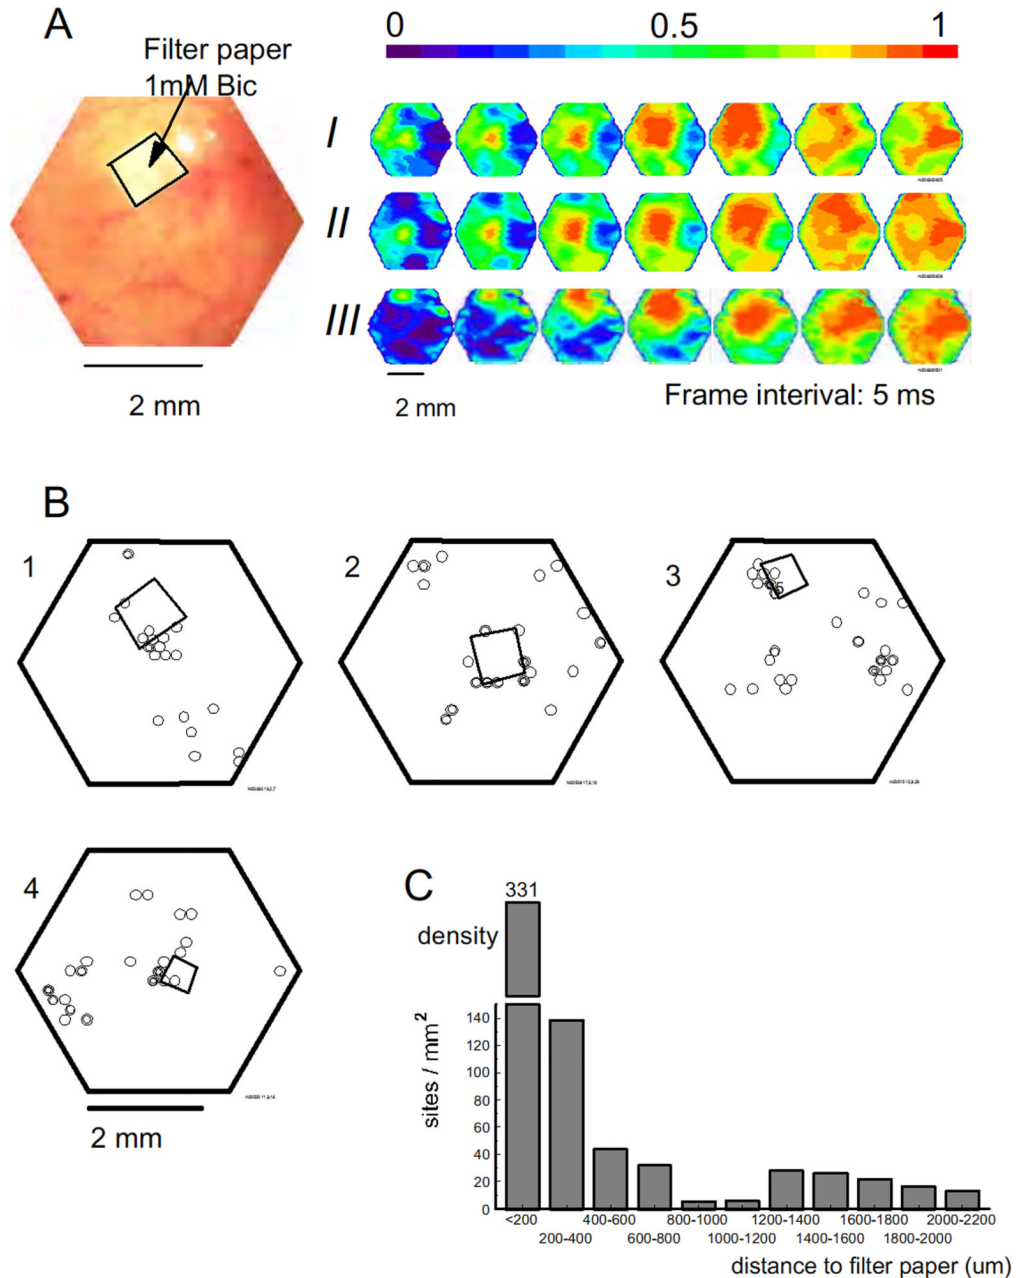 A
Filter paper
1mM Bic
0 0.5 1
I
II
III
2 mm
2 mm
Frame interival: 5 ms
B
1
2
3
5
4
2 mm
C
331
density
sites / mm²
140
120
100
80
60
40
20
0
<200 400-600 800-1000 1200-1400 1600-1800 2000-2200
200-400 600-800 1000-1200 1400-1600 1800-2000
distance to filter paper (um)